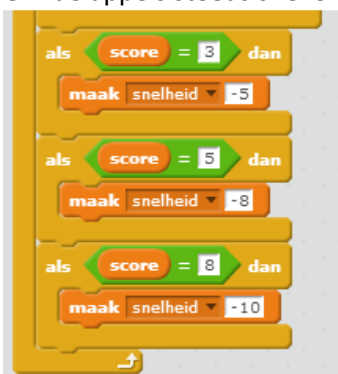 als score = 3 dan
maak snelheid -5
als score = 5 dan
maak snelheid -8
als score = 8 dan
maak snelheid -10